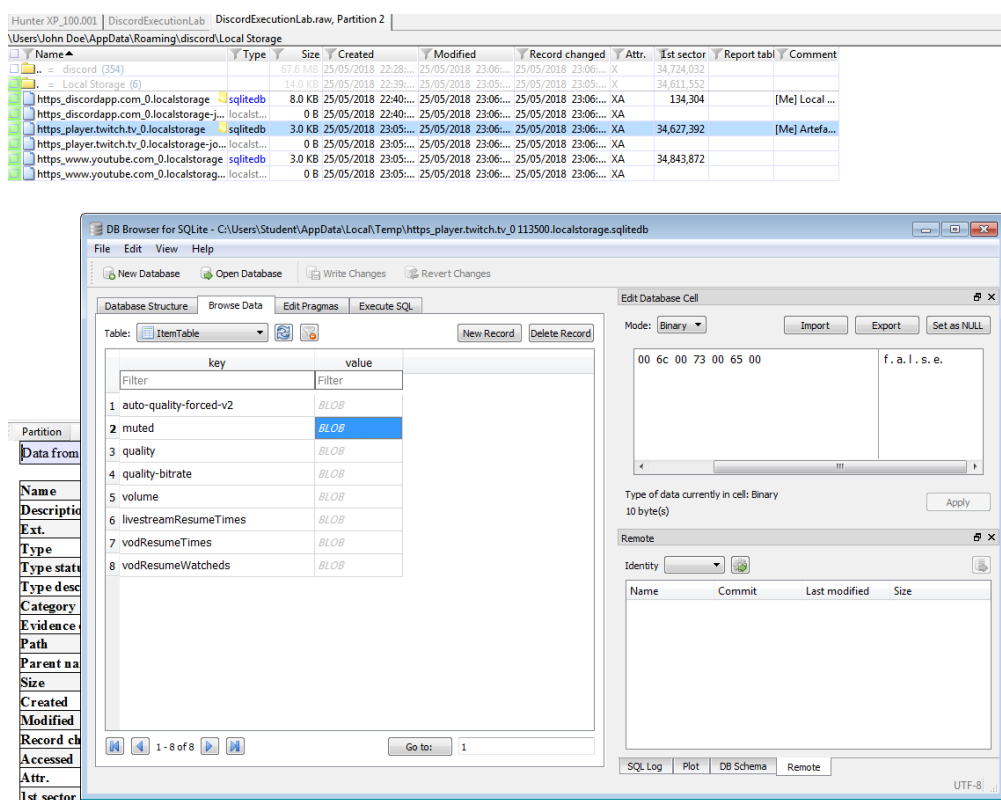 Hunter XP_100.001 DiscordExecutionLab DiscordExecutionLab.raw, Partition 2
\Users\John Doe\AppData\Roaming\discord\Local Storage
Name Type Size Created Modified Record changed Attr. 1st sector Report tabl Comment
.. = discord (354) 67.6 MB 25/05/2018 22:28:... 25/05/2018 23:06:... 25/05/2018 23:06:... X 34,724,032
. = Local Storage (6) 14.0 KB 25/05/2018 22:39:... 25/05/2018 23:05:... 25/05/2018 23:05:... X 34,611,552
https_discordapp.com_0.localstorage sqlitedb 8.0 KB 25/05/2018 22:40:... 25/05/2018 23:06:... 25/05/2018 23:06:... XA 134,304 [Me] Local ...
https_discordapp.com_0.localstorage-j... localst... 0 B 25/05/2018 22:40:... 25/05/2018 23:06:... 25/05/2018 23:06:... XA
https_player.twitch.tv_0.localstorage sqlitedb 3.0 KB 25/05/2018 23:05:... 25/05/2018 23:06:... 25/05/2018 23:06:... XA 34,627,392 [Me] Artefa...
https_player.twitch.tv_0.localstorage-jo... localst... 0 B 25/05/2018 23:05:... 25/05/2018 23:06:... 25/05/2018 23:06:... XA
https_www.youtube.com_0.localstorage sqlitedb 3.0 KB 25/05/2018 23:05:... 25/05/2018 23:06:... 25/05/2018 23:06:... XA 34,843,872
https_www.youtube.com_0.localstorag... localst... 0 B 25/05/2018 23:05:... 25/05/2018 23:06:... 25/05/2018 23:06:... XA
DB Browser for SQLite - C:\Users\Student\AppData\Local\Temp\https_player.twitch.tv_0 113500.localstorage.sqlitedb
File Edit View Help
New Database Open Database Write Changes Revert Changes
Database Structure Browse Data Edit Pragmas Execute SQL
Table: ItemTable New Record Delete Record
key value
Filter Filter
1 auto-quality-forced-v2 BLOB
2 muted BLOB
3 quality BLOB
4 quality-bitrate BLOB
5 volume BLOB
6 livestreamResumeTimes BLOB
7 vodResumeTimes BLOB
8 vodResumeWatcheds BLOB
1 - 8 of 8 Go to: 1
Edit Database Cell
Mode: Binary Import Export Set as NULL
00 6c 00 73 00 65 00 f.a.l.s.e.
Type of data currently in cell: Binary
10 byte(s)
Apply
Remote
Identity
Name Commit Last modified Size
SQL Log Plot DB Schema Remote
UTF-8
Partition
Data from
Name
Descriptio
Ext.
Type
Type statu
Type desc
Category
Evidence
Path
Parent na
Size
Created
Modified
Record ch
Accessed
Attr.
1st sector